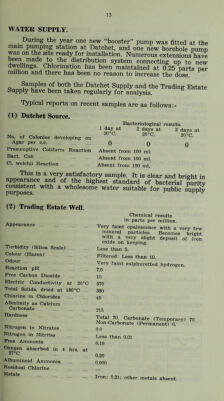 13
WATER SUPPLY.
During the year one new "booster" pump was fitted at the
main pumping station at Datchet, and one new borehole pump
was on the site ready for installation. Numerous extensions have
been made to the distribution system connecting up to new
dwellings. Chlorination has been maintained at 0.25 parts per
million and there has been no reason to increase the dose.
Samples of both the Datchet Supply and the Trading Estate
Supply have been taken regularly for analysis.
Typical reports on recent samples are as follows:-
(1) Datchet Source.
Bacteriological results
1 day at 2 days at 3 days at
20°C.
No. of Colonies developing on
Agar per c.c. 0 0 0
Presumptive Coliform Reaction Absent from 100 ml.
Bact. Coli Absent from 100 ml.
Cl. welchii Reaction Absent from 100 ml.
This is a very satisfactory sample. It is clear and bright in
appearance and of the highest standard of bacterial purity
consistent with a wholesome water suitable for public supply
purposes.
(2) Trading Estate Well.
Chemical results
in parts per million.
Appearance Very faint opalescence with a very few
mineral particles. Becomes bright
with a very slight deposit of iron
oxide on keeping.
Turbidity (Silica Scale) Less than 5.
Colour (Hazen) Filtered: Less than 10.
Odour Very faint sulphuretted hydrogen.
Reaction pH 7.5
Free Carbon Dioxide 10
Electric Conductivity at 20°C 570
Total Solids, dried at 180°C
Chlorine in Chlorides 45
Alkalinity as Calcium
Carbonate 215
Hardness Total 70. Carbonate (Temporary) 70.
Non-Carbonate (Permanent) 0.
Nitrogen in Nitrates 0.0
Nitrogen in Nitrites Less than 0.01
Free Ammonia
Oxygen absorbed in 4 hrs. at
27°C 0.20
Albuminoid Ammonia 0.000
Residual Chlorine
Metals Iron: 0.21; other metals absent.